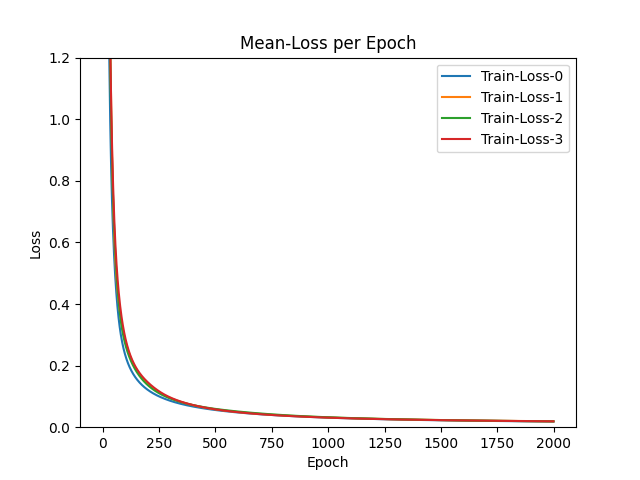 Mean-Loss per Epoch
1.2
1.0
0.8
0.6
0.4
0.2
0.0
Loss
Train-Loss-0
Train-Loss-1
Train-Loss-2
Train-Loss-3
0 250 500 750 1000 1250 1500 1750 2000
Epoch